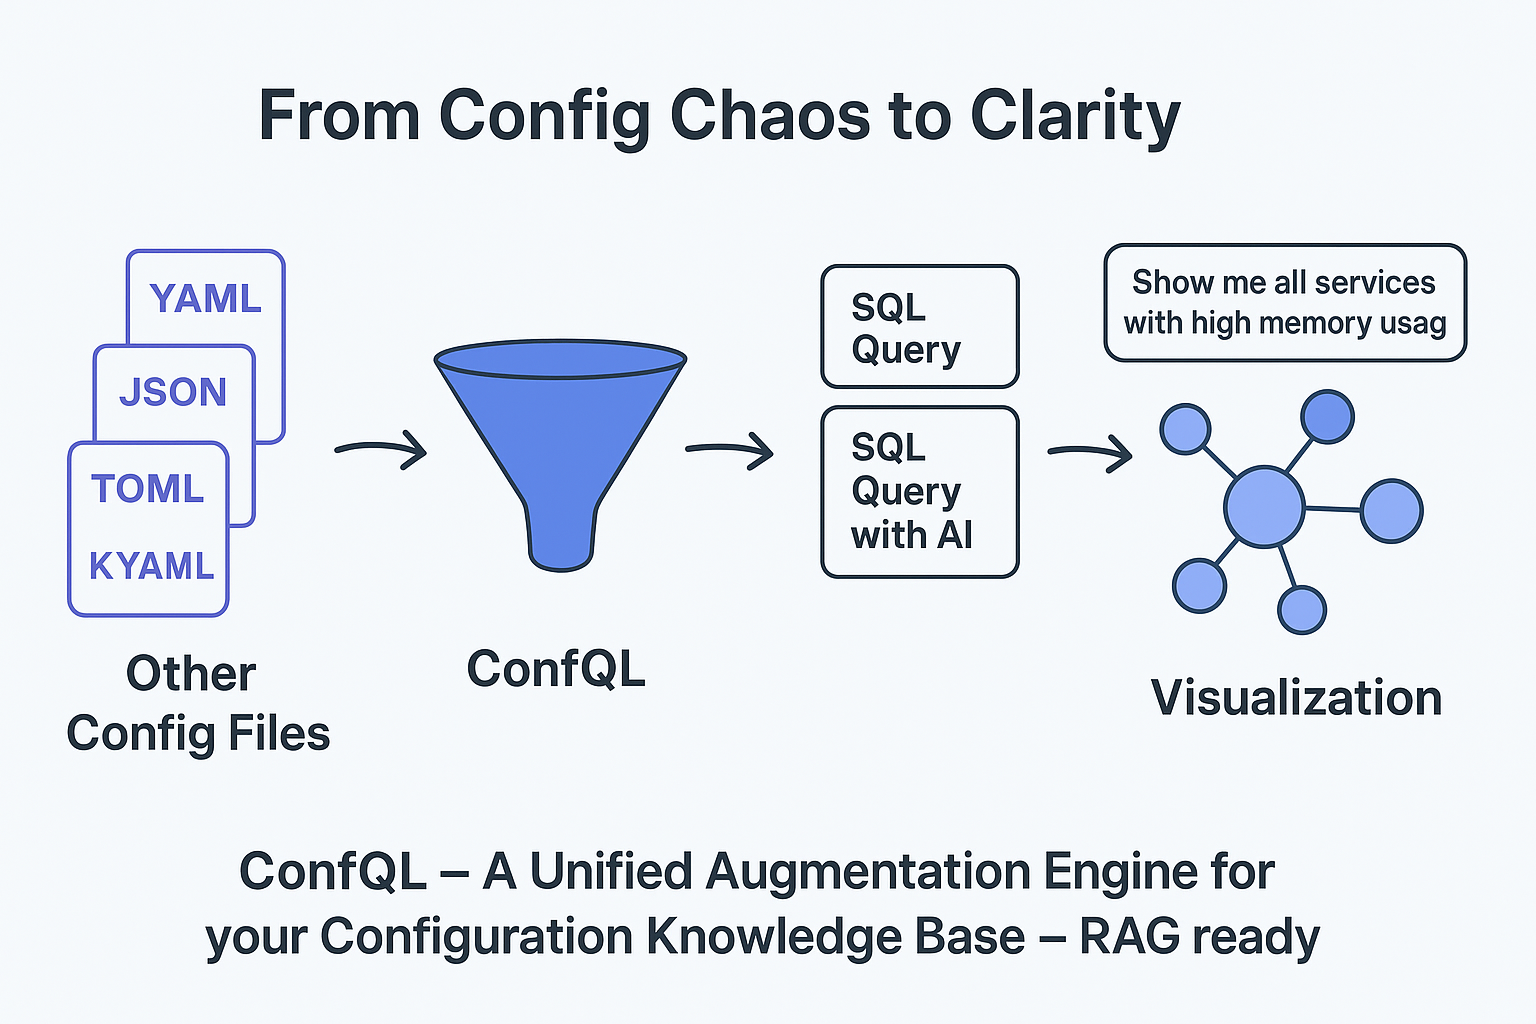 From Config Chaos to Clarity
YAML
JSON
TOML
KYAML
Other
Config Files
ConfQL
SQL
Query
SQL
Query
with AI
Show me all services
with high memory usag
Visualization
ConfQL – A Unified Augmentation Engine for
your Configuration Knowledge Base – RAG ready